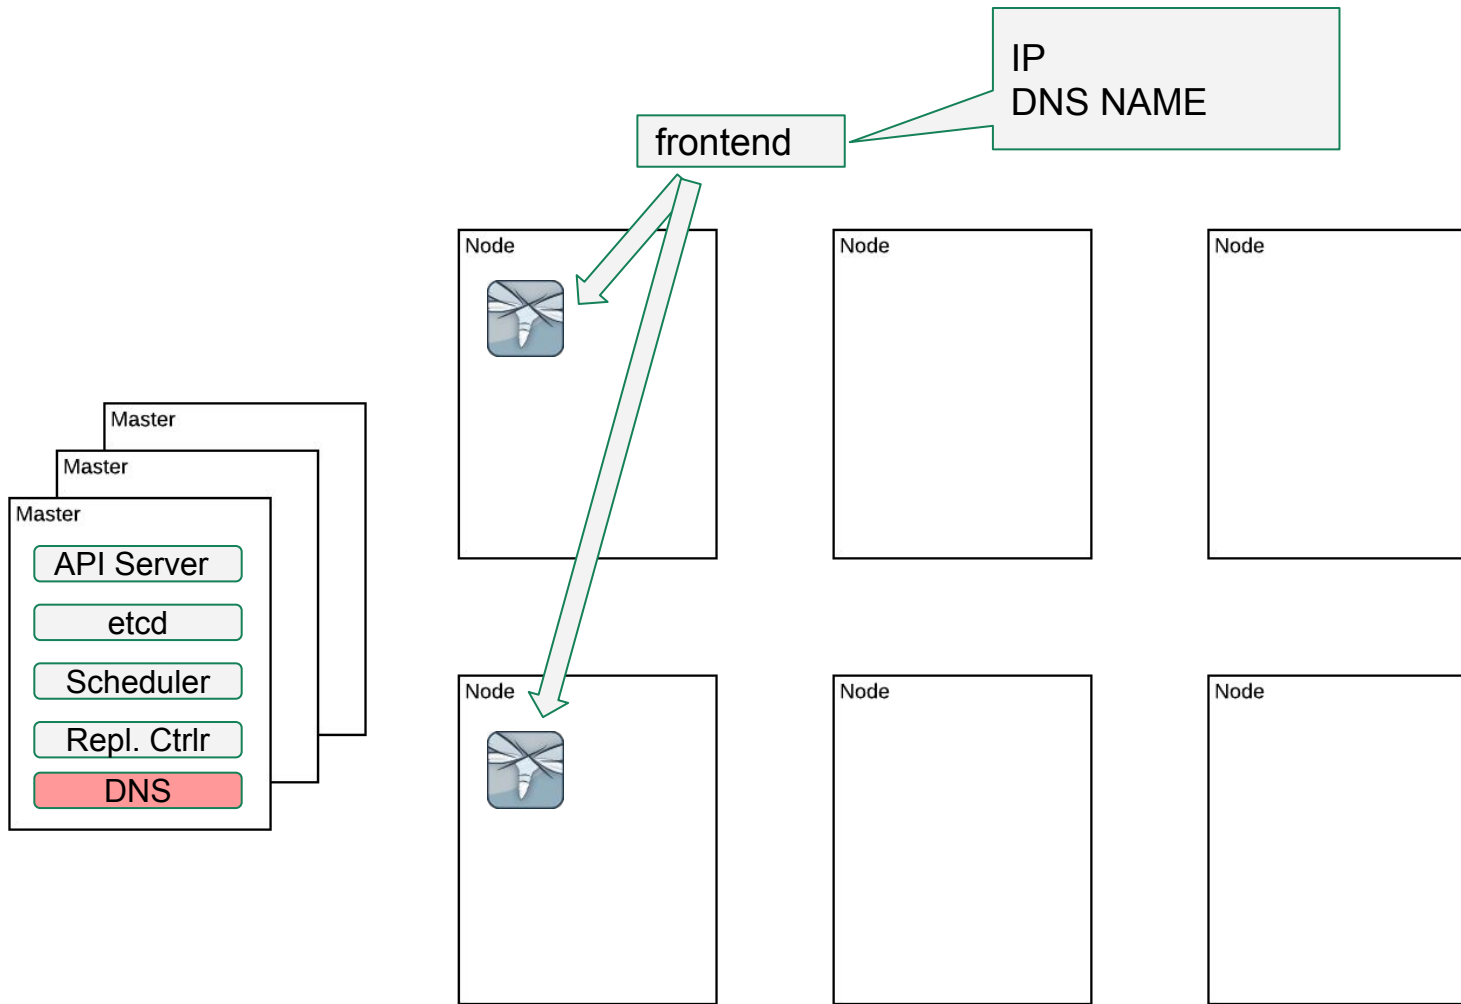 IP
DNS NAME
frontend
Node
Node
Node
Master
Master
Master
API Server
etcd
Scheduler
Repl. Ctrlr
DNS
Node
Node
Node